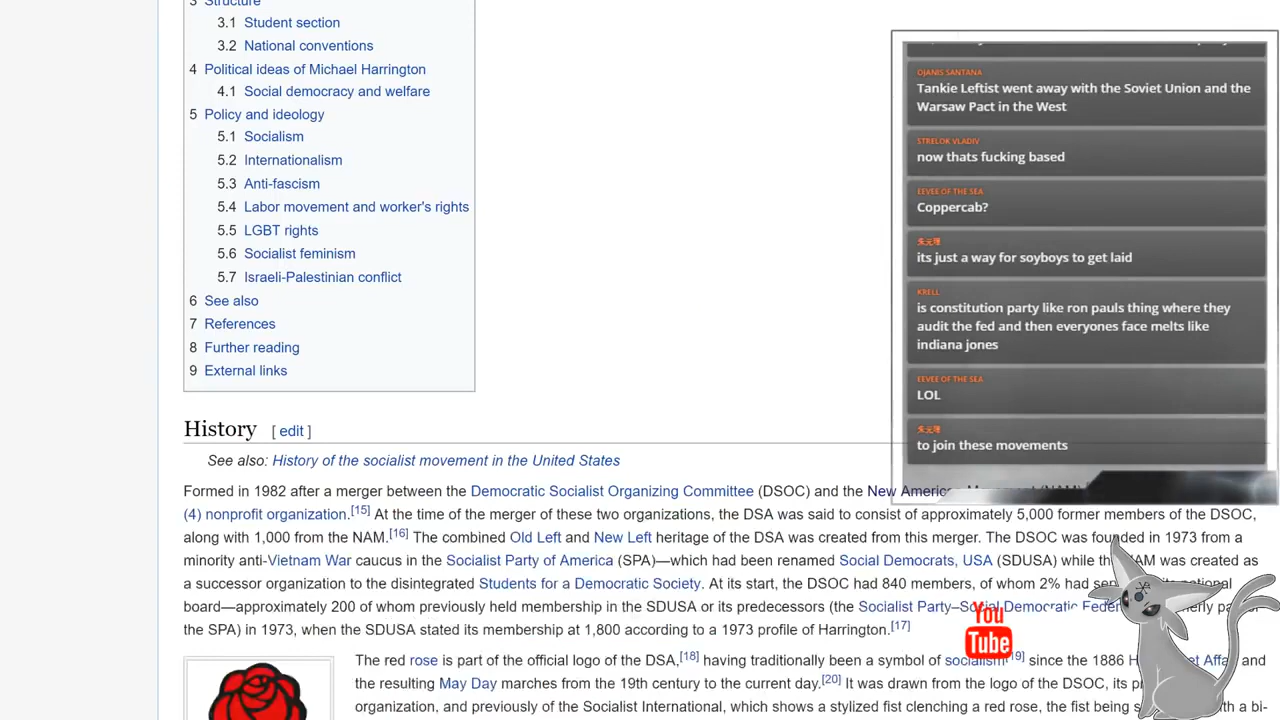 3 Structure
3.1 Student section
3.2 National conventions
4 Political ideas of Michael Harrington
4.1 Social democracy and welfare
5 Policy and ideology
5.1 Socialism
5.2 Internationalism
5.3 Anti-fascism
5.4 Labor movement and worker's rights
5.5 LGBT rights
5.6 Socialist feminism
5.7 Israeli-Palestinian conflict
6 See also
7 References
8 Further reading
9 External links
History [ edit ]
See also: History of the socialist movement in the United States
Formed in 1982 after a merger between the Democratic Socialist Organizing Committee (DSOC) and the New
(4) nonprofit organization.[15] At the time of the merger of these two organizations, the DSA was said to consist of approximately 5,000 former members of the DSOC,
along with 1,000 from the NAM.[16] The combined Old Left and New Left heritage of the DSA was created from this merger. The DSOC was founded in 1973 from a
minority anti-Vietnam War caucus in the Socialist Party of America (SPA)—which had been renamed Social Democrats, USA (SDUSA) while the NAM was created as
a successor organization to the disintegrated Students for a Democratic Society. At its start, the DSOC had 840 members, of whom 2% had national
board—approximately 200 of whom previously held membership in the SDUSA or its predecessors (the Socialist Party–Social Democratic
the SPA) in 1973, when the SDUSA stated its membership at 1,800 according to a 1973 profile of Harrington.[17]
The red rose is part of the official logo of the DSA,[18] having traditionally been a symbol of socialism[19] since the 1886 and
the resulting May Day marches from the 19th century to the current day.[20] It was drawn from the logo of the DSOC, its
organization, and previously of the Socialist International, which shows a stylized fist clenching a red rose, the fist being with a bi-
DJANIS SANTANA
Tankie Leftist went away with the Soviet Union and the
Warsaw Pact in the West
STRELOK VLADIV
now thats fucking based
EEVEE OF THE SEA
Coppercab?
朱元璋
its just a way for soyboys to get laid
KRELL
is constitution party like ron pauls thing where they
audit the fed and then everyones face melts like
indiana jones
EEVEE OF THE SEA
LOL
朱元璋
to join these movements
You
Tube